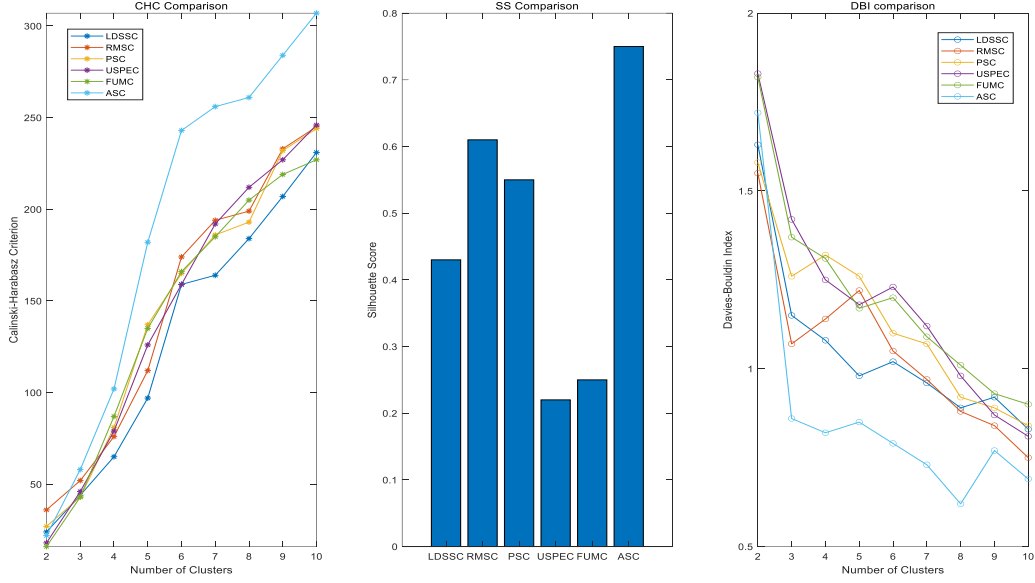 CHC Comparison
300
250
200
150
100
50
2
3
4
5
6
7
8
9
10
Calinski-Harabasz Criterion
Number of Clusters
LDSSC
RMSC
PSC
USPEC
FUMC
ASC
SS Comparison
0.8
0.7
0.6
0.5
0.4
0.3
0.2
0.1
0
Silhouette Score
LDSSC
RMSC
PSC
USPEC
FUMC
ASC
DBI comparison
2
1.5
1
0.5
2
3
4
5
6
7
8
9
10
Davies-Bouldin Index
Number of Clusters
LDSSC
RMSC
PSC
USPEC
FUMC
ASC